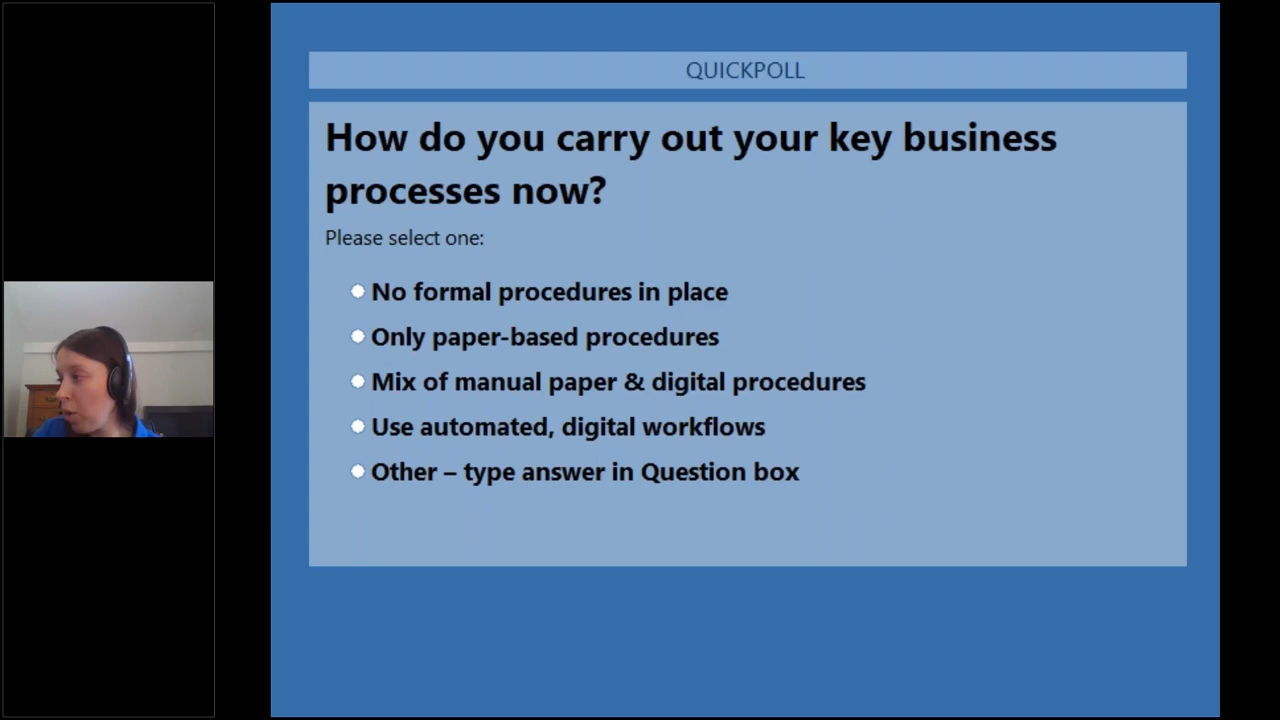 QUICKPOLL
How do you carry out your key business
processes now?
Please select one:
No formal procedures in place
Only paper-based procedures
Mix of manual paper & digital procedures
Use automated, digital workflows
Other – type answer in Question box